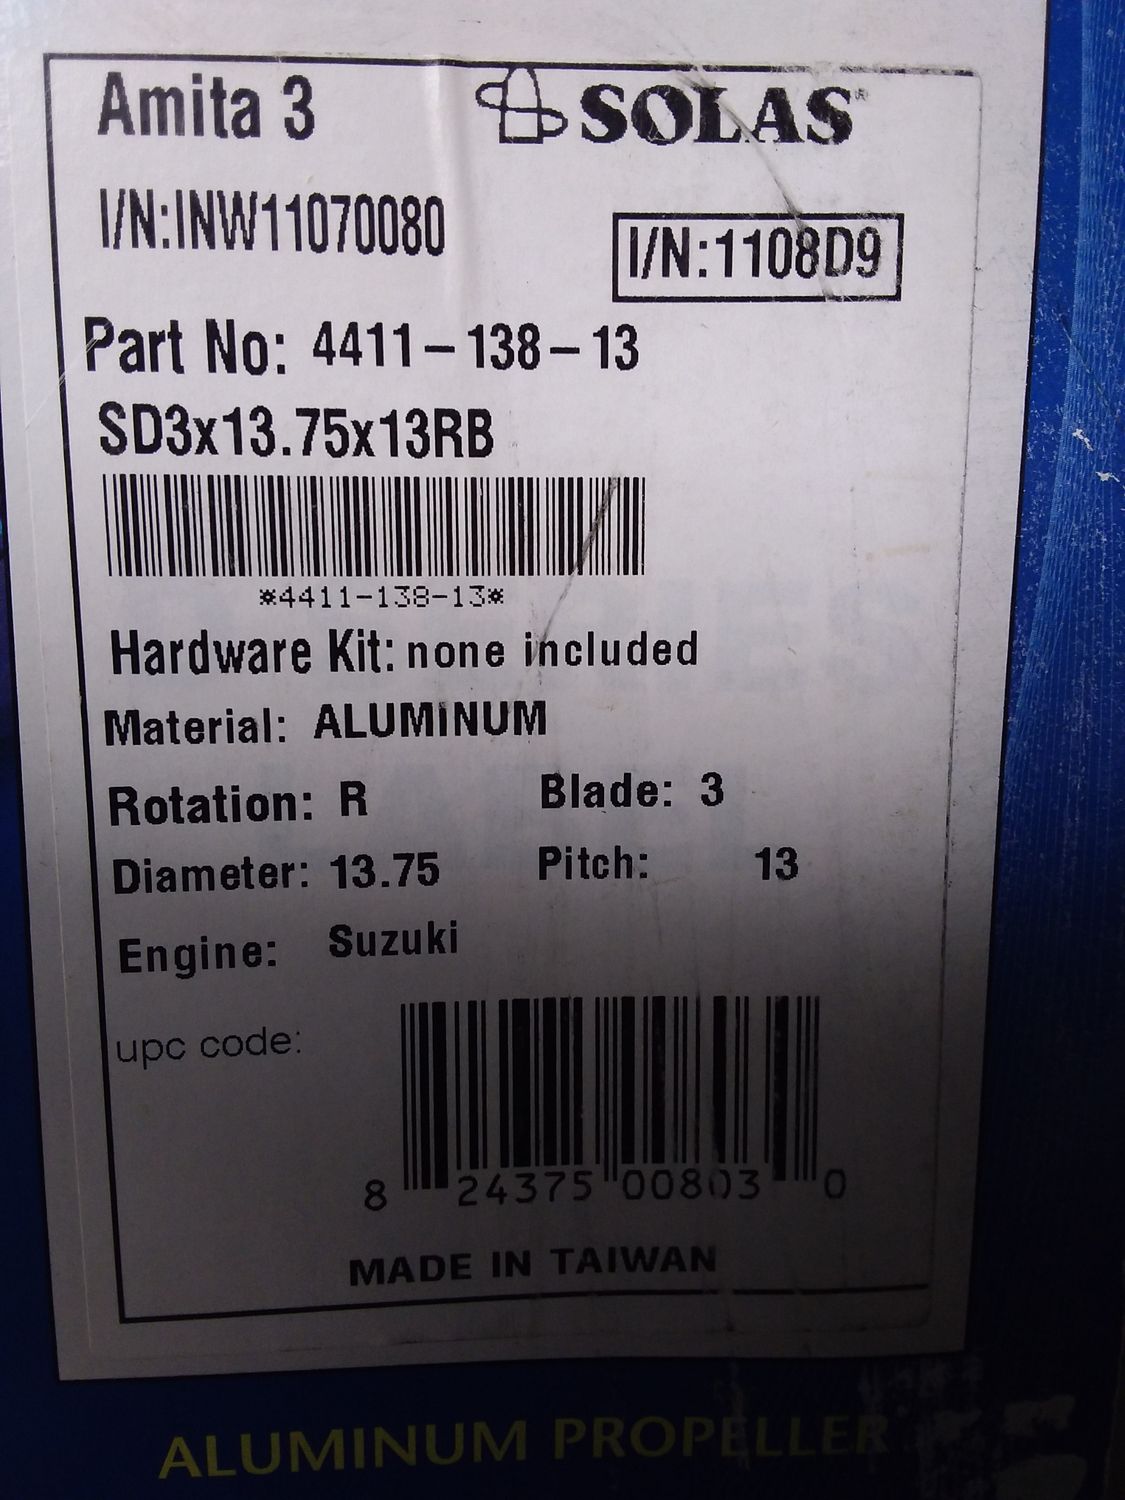 Amita 3 SOLAS®
I/N:INW11070080
I/N:1108D9
Part No: 4411-138-13
SD3x13.75x13RB
*4411-138-13*
Hardware Kit: none included
Material: ALUMINUM
Rotation: R Blade: 3
Diameter: 13.75 Pitch: 13
Engine: Suzuki
upc code:
8 24375 00803 0
MADE IN TAIWAN
ALUMINUM PROPELLER